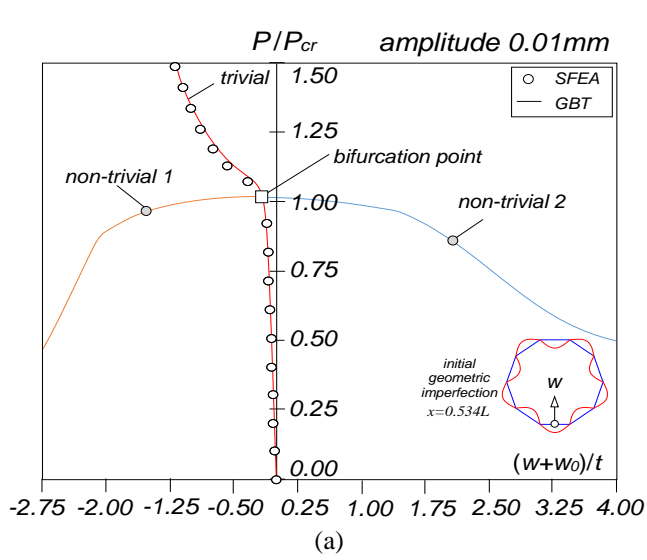 P/Pcr amplitude 0.01mm
1.50
trivial
SFEA
GBT
1.25
bifurcation point
non-trivial 1
1.00
non-trivial 2
0.75
0.50
initial
geometric
imperfection
x=0.534L
w
0.25
0.00
(w+w0)/t
-2.75 -2.00 -1.25 -0.50 0.25 1.00 1.75 2.50 3.25 4.00
(a)